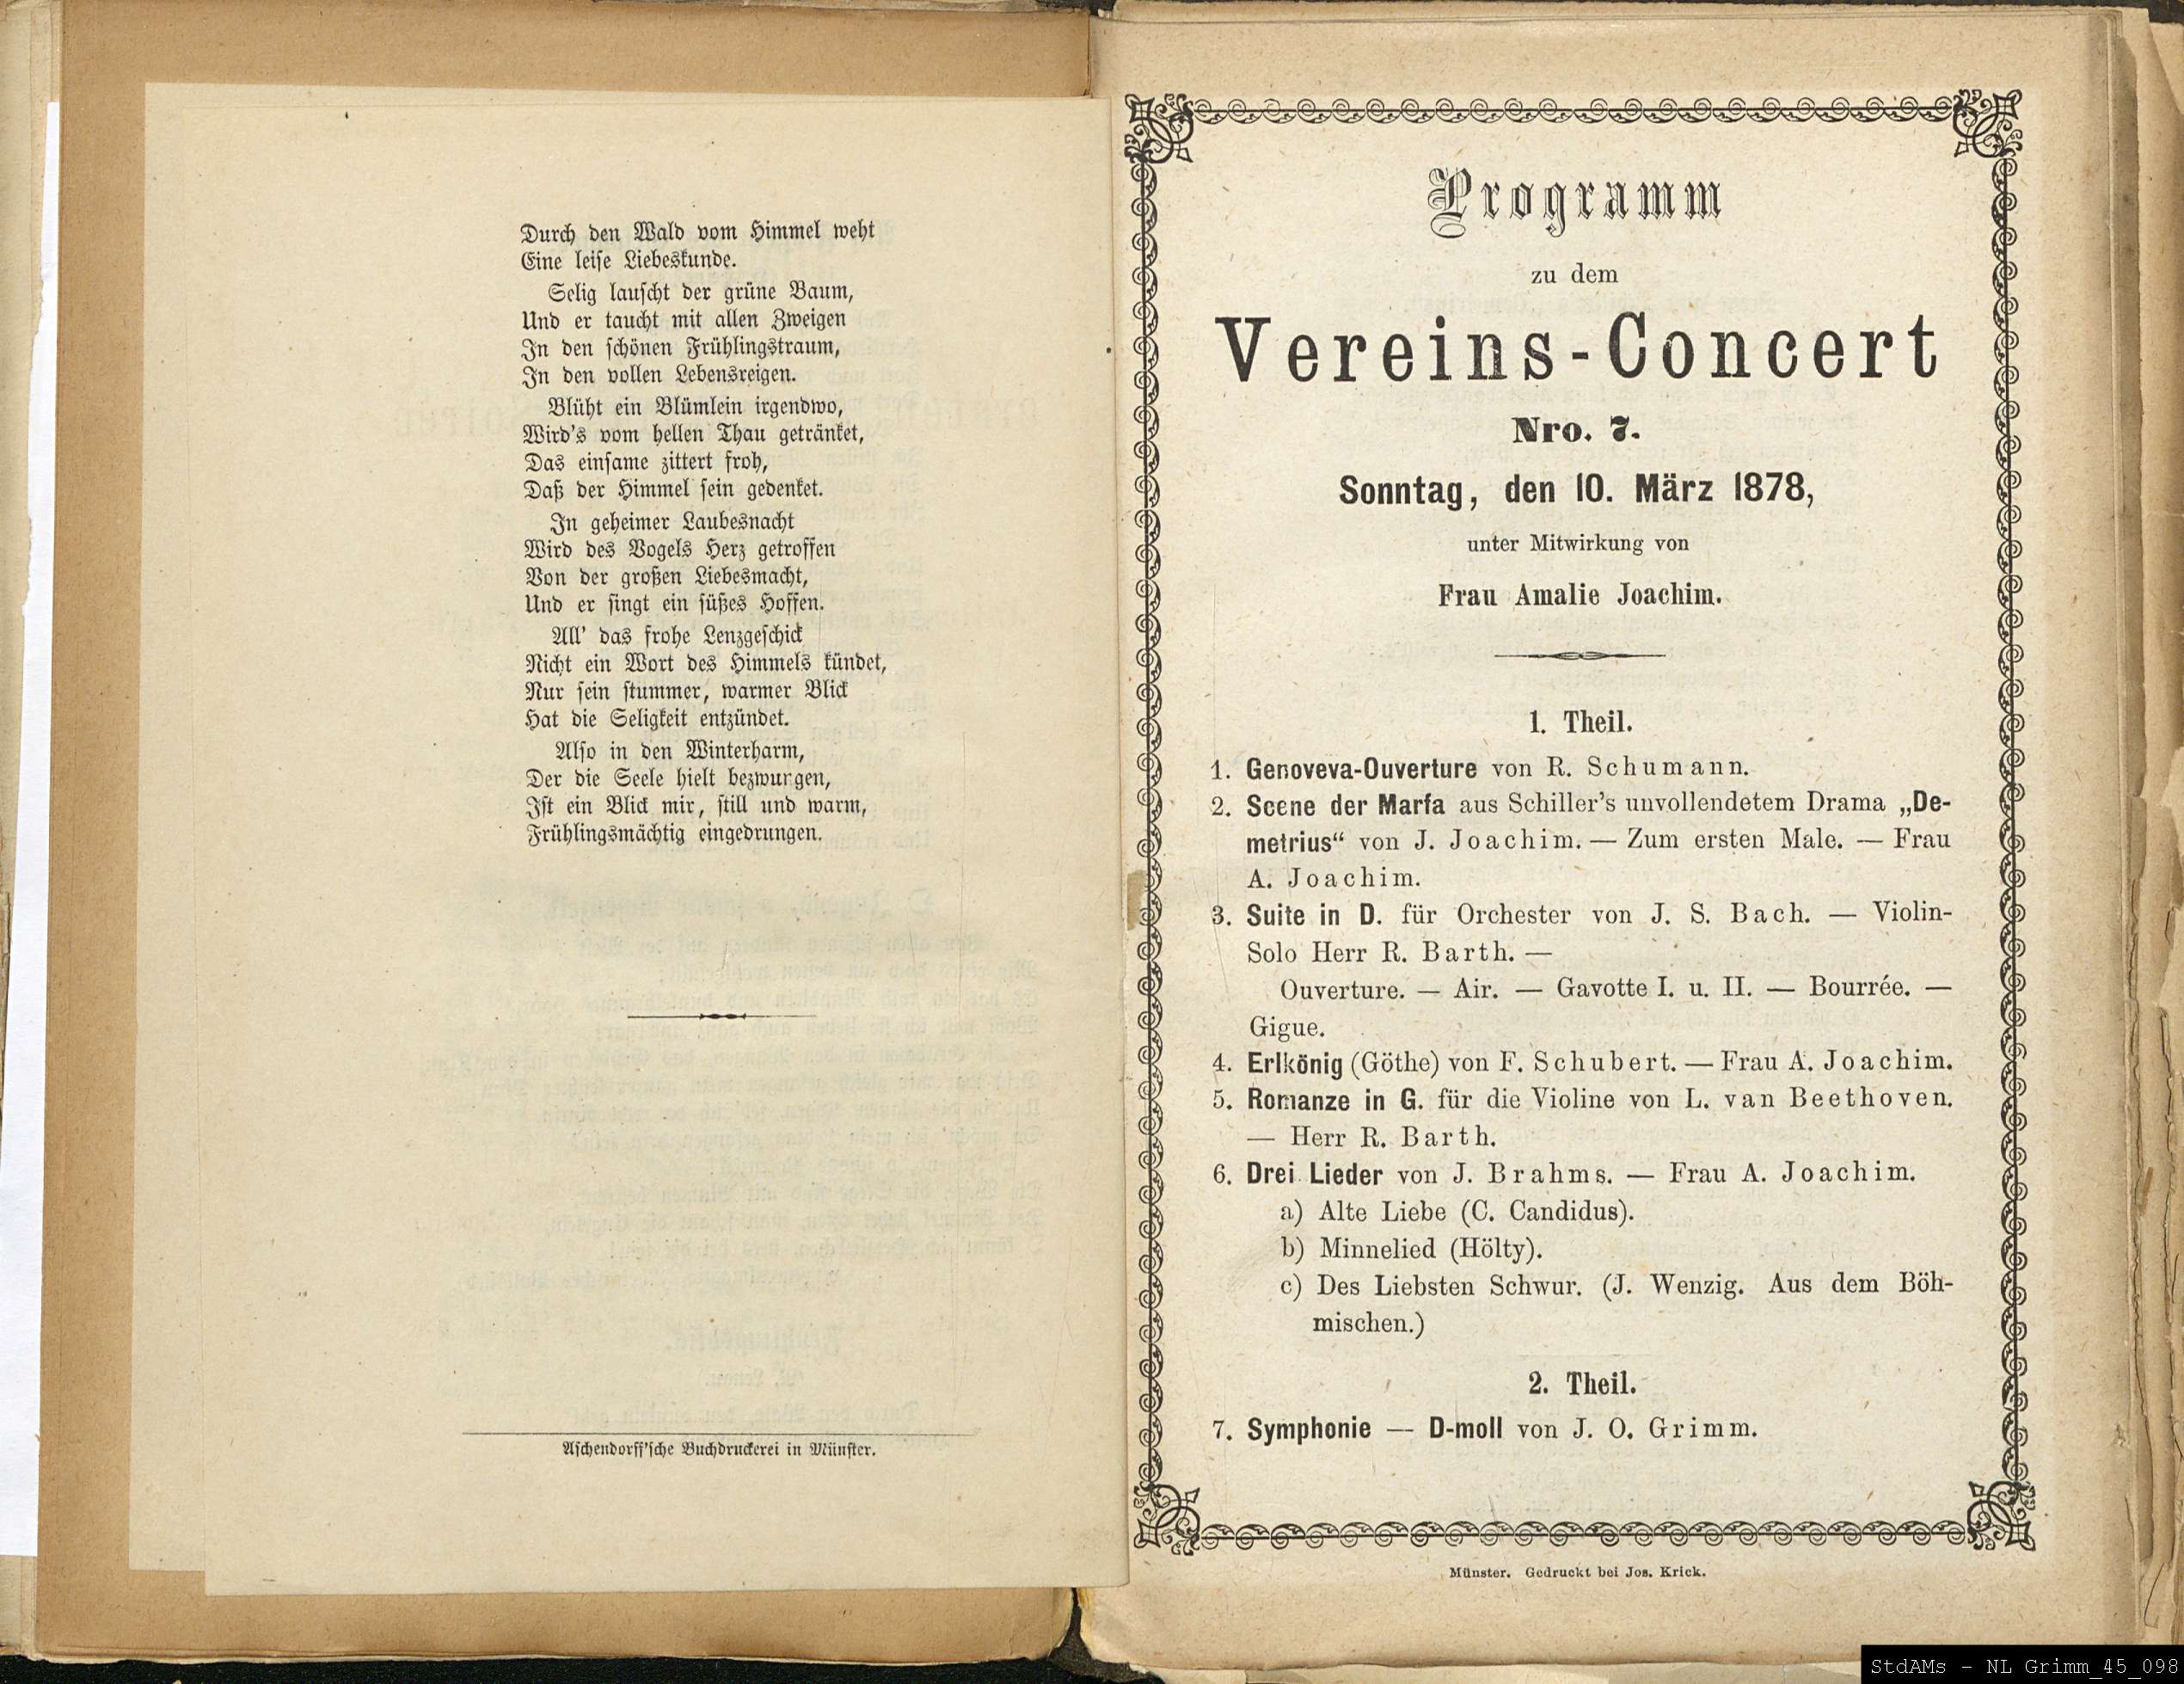 Durch den Wald vom Himmel weht
Eine leise Liebeskunde.
Selig lauscht der grüne Baum,
Und er taucht mit allen Zweigen
In den schönen Frühlingstraum,
In den vollen Lebensreigen.
Blüht ein Blümlein irgendwo,
Wird's vom hellen Thau getränket,
Das einsame zittert froh,
Daß der Himmel sein gedenket.
In geheimer Laubesnacht
Wird des Vogels Herz getroffen
Von der großen Liebesmacht,
Und er singt ein süßes Hoffen.
All' das frohe Lenzgeschick
Nicht ein Wort des Himmels kündet,
Nur sein stummer, warmer Blick
Hat die Seligkeit entzündet.
Also in den Winterharm,
Der die Seele hielt bezwungen,
Ist ein Blick mir, still und warm,
Frühlingsmächtig eingedrungen.
Aschendorff'sche Buchdruckerei in Münster.
Programm
zu dem
Vereins-Concert
Nro. 7.
Sonntag, den 10. März 1878,
unter Mitwirkung von
Frau Amalie Joachim.
1. Theil.
1. Genoveva-Ouverture von R. Schumann.
2. Scene der Marfa aus Schiller's unvollendetem Drama „De-
metrius“ von J. Joachim. — Zum ersten Male. — Frau
A. Joachim.
3. Suite in D. für Orchester von J. S. Bach. — Violin-
Solo Herr R. Barth. —
Ouverture. — Air. — Gavotte I. u. II. — Bourrée. —
Gigue.
4. Erlkönig (Göthe) von F. Schubert. — Frau A. Joachim.
5. Romanze in G. für die Violine von L. van Beethoven.
— Herr R. Barth.
6. Drei Lieder von J. Brahms. — Frau A. Joachim.
a) Alte Liebe (C. Candidus).
b) Minnelied (Hölty).
c) Des Liebsten Schwur. (J. Wenzig. Aus dem Böh-
mischen.)
2. Theil.
7. Symphonie — D-moll von J. O. Grimm.
Münster. Gedruckt bei Jos. Krick.
StdAMs - NL Grimm_45_098